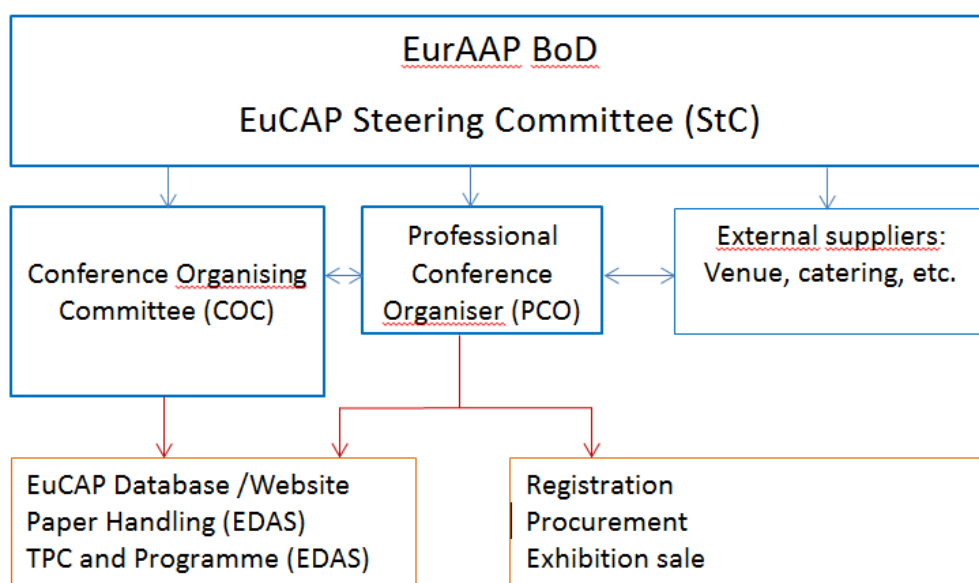 EurAAP BoD
EuCAP Steering Committee (StC)
Conference Organising
Committee (COC)
Professional
Conference
Organiser (PCO)
External suppliers:
Venue, catering, etc.
EuCAP Database /Website
Paper Handling (EDAS)
TPC and Programme (EDAS)
Registration
Procurement
Exhibition sale